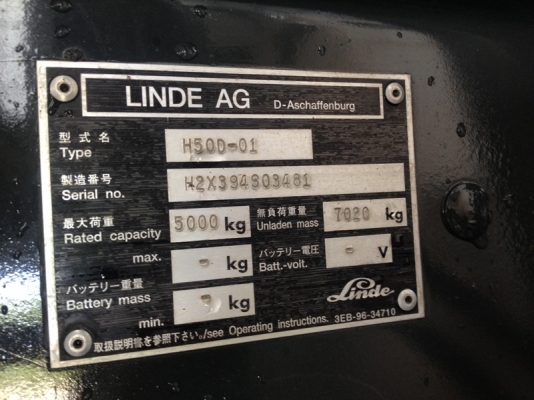 LINDE AG D-Aschaffenburg
型式名
Type H50D-01
製造番号
Serial no. H2X394S03481
最大荷重 5000 kg 無負荷重量 7020 kg
Rated capacity Unladen mass
max. - kg バッテリー電圧 - V
Batt.-volt.
バッテリー重量
Battery mass - kg
min. Linde
取扱説明書を参照下さい。/see Operating instructions. 3EB-96-34710